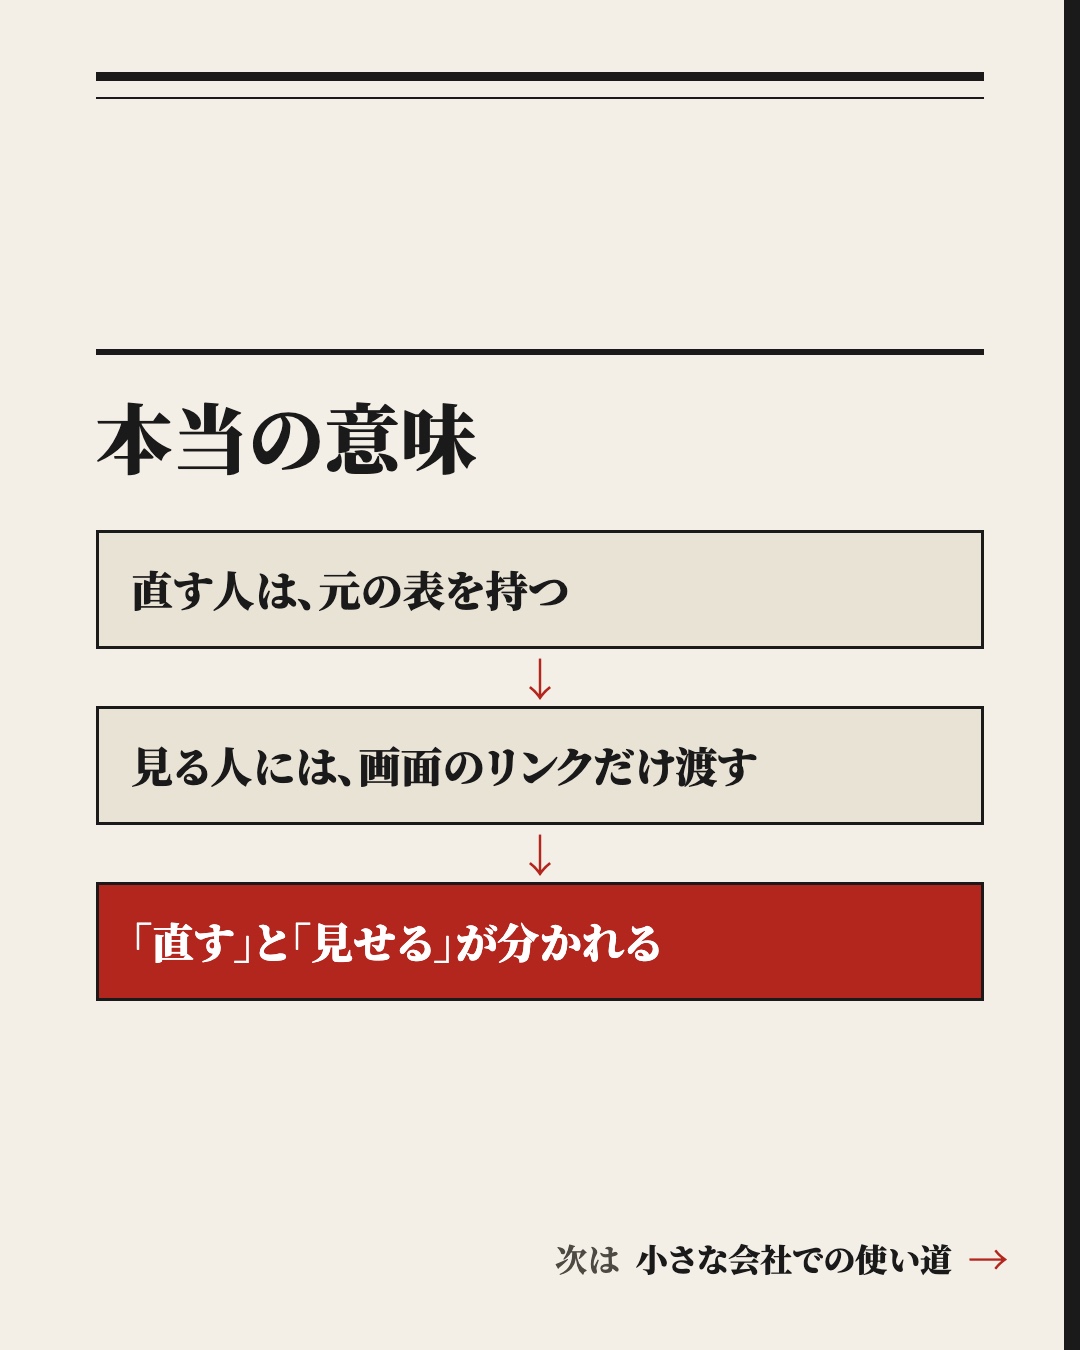 本当の意味
直す人は、元の表を持つ
↓
見る人には、画面のリンクだけ渡す
↓
「直す」と「見せる」が分かれる
次は 小さな会社での使い道 →